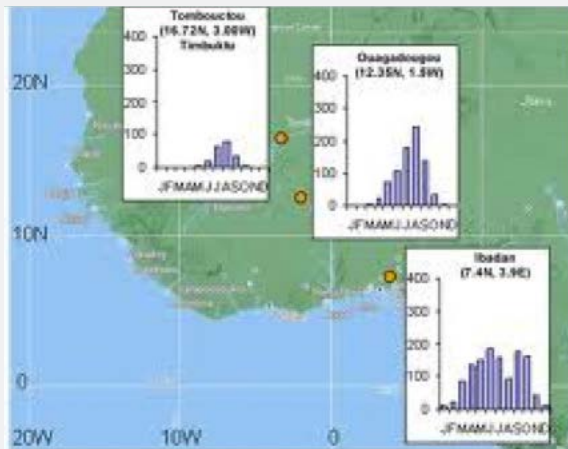 Tombouctou
(16.72N, 3.00W)
Timbuktu
400
300
200
100
0
JFMAMJJASOND
Ouagadougou
(12.35N, 1.5W)
400
300
200
100
0
JFMAMJJASOND
Ibadan
(7.4N, 3.9E)
400
300
200
100
0
JFMAMJJASOND
20N
10N
0
20W
10W
0